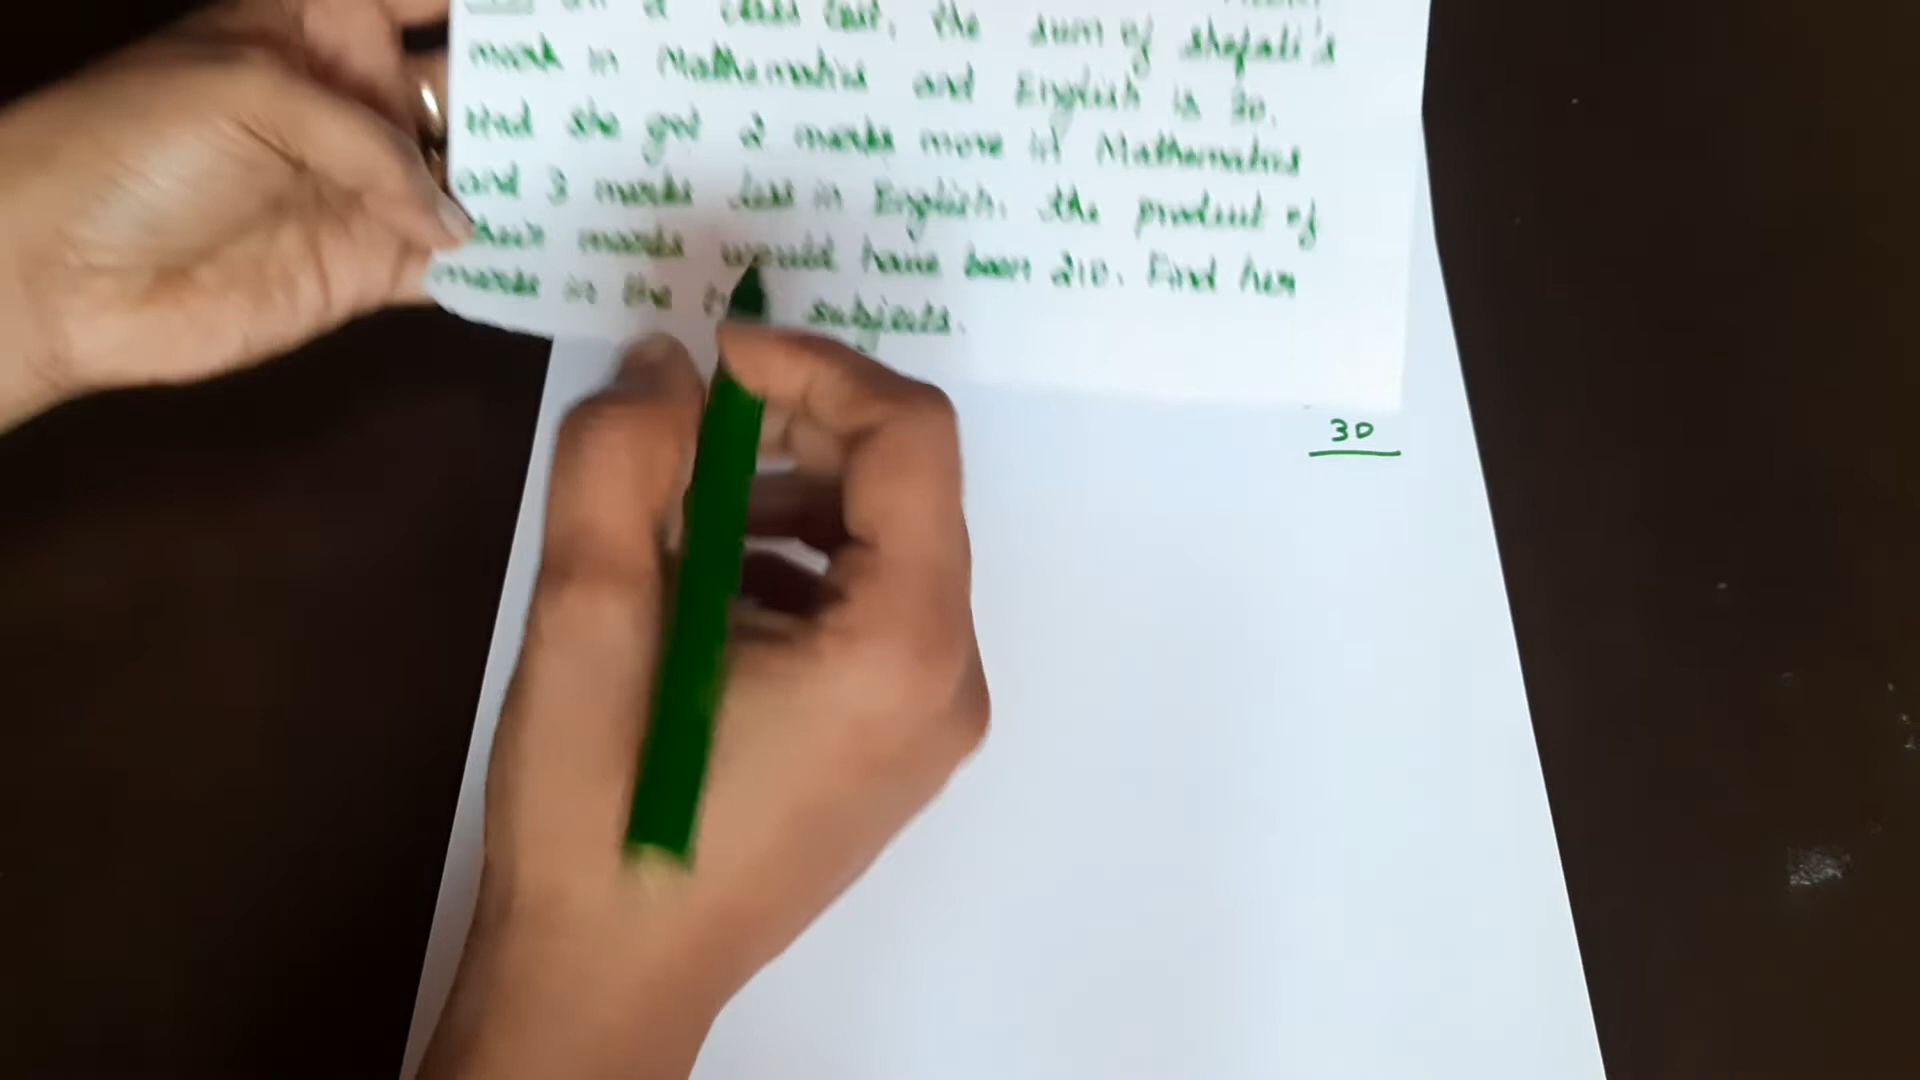 In a class test, the sum of Shefali's
mark in Mathematics and English is 30.
Had she got 2 marks more in Mathematics
and 3 marks less in English, the product of
their marks would have been 210. Find her
marks in the subjects.
30